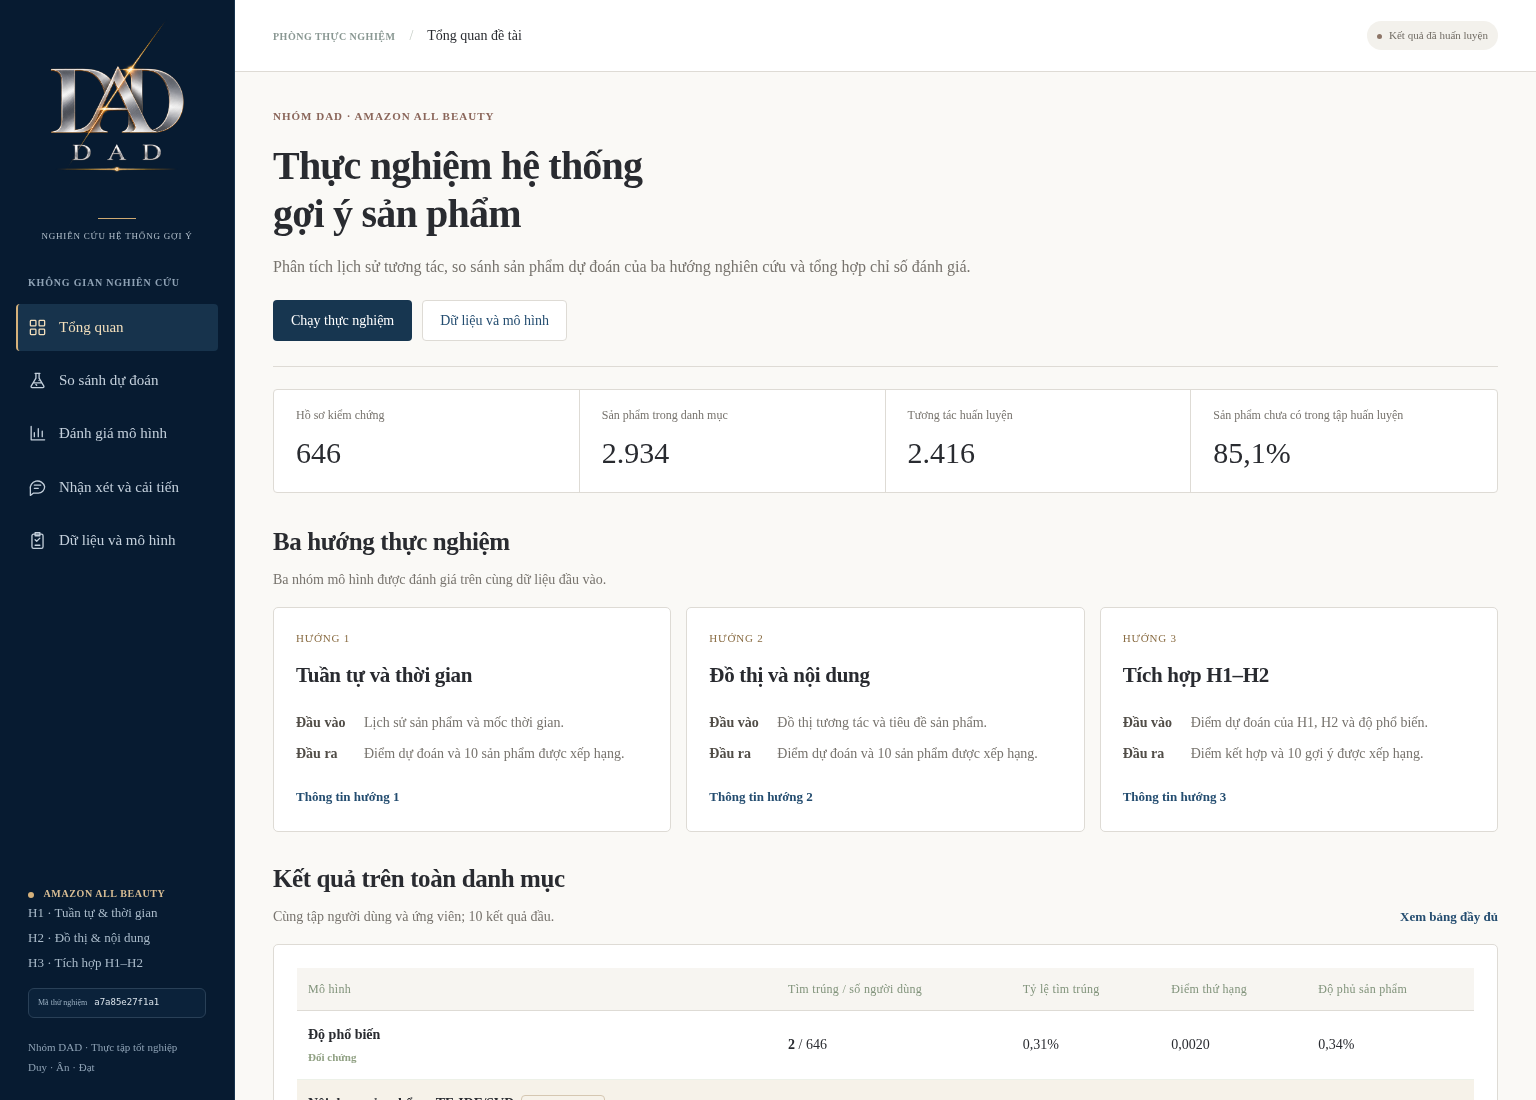 DAD
D A D
NGHIÊN CỨU HỆ THỐNG GỢI Ý
KHÔNG GIAN NGHIÊN CỨU
Tổng quan
So sánh dự đoán
Đánh giá mô hình
Nhận xét và cải tiến
Dữ liệu và mô hình
AMAZON ALL BEAUTY
H1 · Tuần tự & thời gian
H2 · Đồ thị & nội dung
H3 · Tích hợp H1–H2
Mã thử nghiệm a7a85e27f1a1
Nhóm DAD · Thực tập tốt nghiệp
Duy · Ân · Đạt
PHÒNG THỰC NGHIỆM / Tổng quan đề tài
Kết quả đã huấn luyện
NHÓM DAD · AMAZON ALL BEAUTY
Thực nghiệm hệ thống
gợi ý sản phẩm
Phân tích lịch sử tương tác, so sánh sản phẩm dự đoán của ba hướng nghiên cứu và tổng hợp chỉ số đánh giá.
Chạy thực nghiệm
Dữ liệu và mô hình
Hồ sơ kiểm chứng
646
Sản phẩm trong danh mục
2.934
Tương tác huấn luyện
2.416
Sản phẩm chưa có trong tập huấn luyện
85,1%
Ba hướng thực nghiệm
Ba nhóm mô hình được đánh giá trên cùng dữ liệu đầu vào.
HƯỚNG 1
Tuần tự và thời gian
Đầu vào Lịch sử sản phẩm và mốc thời gian.
Đầu ra Điểm dự đoán và 10 sản phẩm được xếp hạng.
Thông tin hướng 1
HƯỚNG 2
Đồ thị và nội dung
Đầu vào Đồ thị tương tác và tiêu đề sản phẩm.
Đầu ra Điểm dự đoán và 10 sản phẩm được xếp hạng.
Thông tin hướng 2
HƯỚNG 3
Tích hợp H1–H2
Đầu vào Điểm dự đoán của H1, H2 và độ phổ biến.
Đầu ra Điểm kết hợp và 10 gợi ý được xếp hạng.
Thông tin hướng 3
Kết quả trên toàn danh mục
Cùng tập người dùng và ứng viên; 10 kết quả đầu.
Xem bảng đầy đủ
Mô hình Tìm trúng / số người dùng Tỷ lệ tìm trúng Điểm thứ hạng Độ phủ sản phẩm
Độ phổ biến 2 / 646 0,31% 0,0020 0,34%
Đối chứng